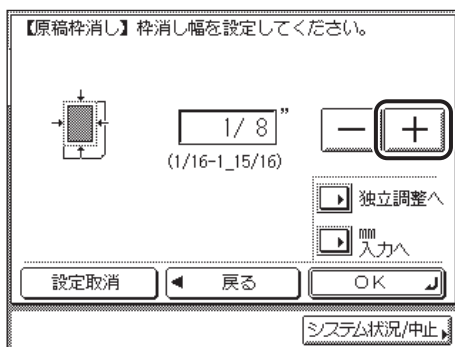 【原稿枠消し】枠消し幅を設定してください。
1/ 8 ”
(1/16-1_15/16)
− +
独立調整へ
mm
入力へ
設定取消 ◀ 戻る OK
システム状況/中止